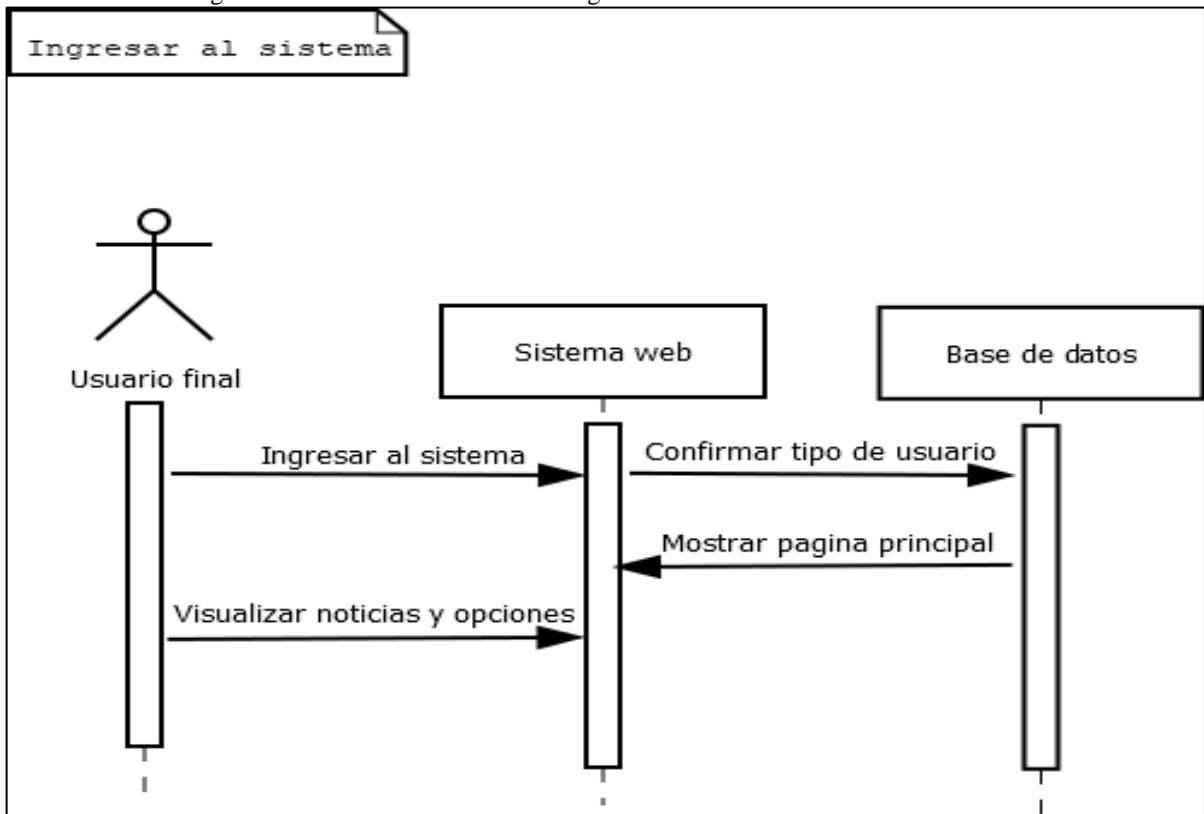 Ingresar al sistema
Usuario final
Sistema web
Base de datos
Ingresar al sistema
Confirmar tipo de usuario
Mostrar pagina principal
Visualizar noticias y opciones